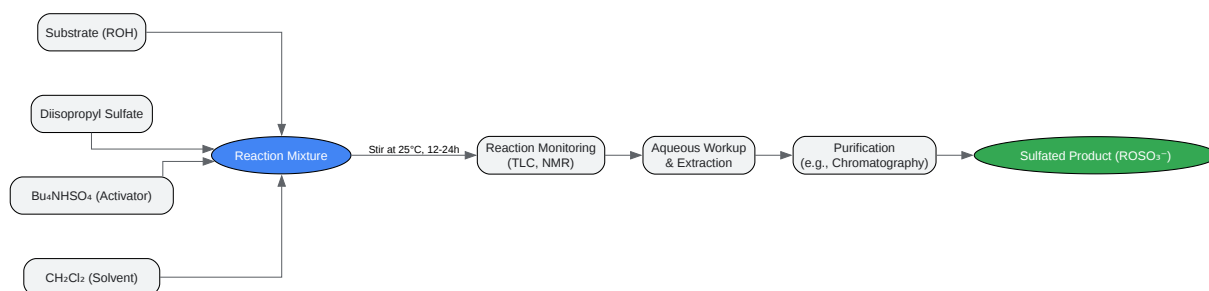 Substrate (ROH)
Diisopropyl Sulfate
Bu₄NHSO₄ (Activator)
CH₂Cl₂ (Solvent)
Reaction Mixture
Stir at 25°C, 12-24h
Reaction Monitoring
(TLC, NMR)
Aqueous Workup
& Extraction
Purification
(e.g., Chromatography)
Sulfated Product (ROSO₃⁻)